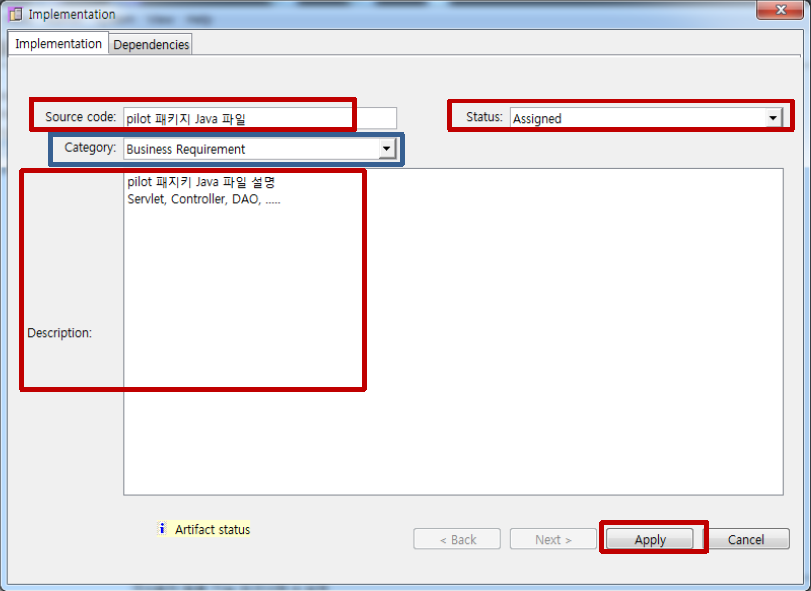 Implementation
Implementation
Dependencies
Source code:
pilot 패키지 Java 파일
Status:
Assigned
Category:
Business Requirement
pilot 패지키 Java 파일 설명
Servlet, Controller, DAO, .....
Description:
i Artifact status
< Back
Next >
Apply
Cancel